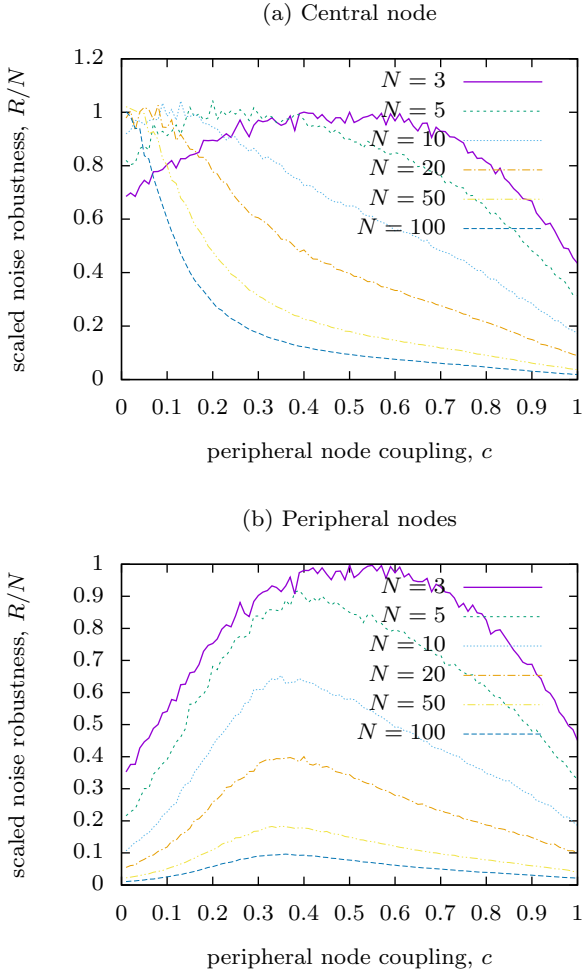 (a) Central node
scaled noise robustness, R/N
1.2
1
0.8
0.6
0.4
0.2
0
N = 3
N = 5
N = 10
N = 20
N = 50
N = 100
0 0.1 0.2 0.3 0.4 0.5 0.6 0.7 0.8 0.9 1
peripheral node coupling, c
(b) Peripheral nodes
scaled noise robustness, R/N
1
0.9
0.8
0.7
0.6
0.5
0.4
0.3
0.2
0.1
0
N = 3
N = 5
N = 10
N = 20
N = 50
N = 100
0 0.1 0.2 0.3 0.4 0.5 0.6 0.7 0.8 0.9 1
peripheral node coupling, c